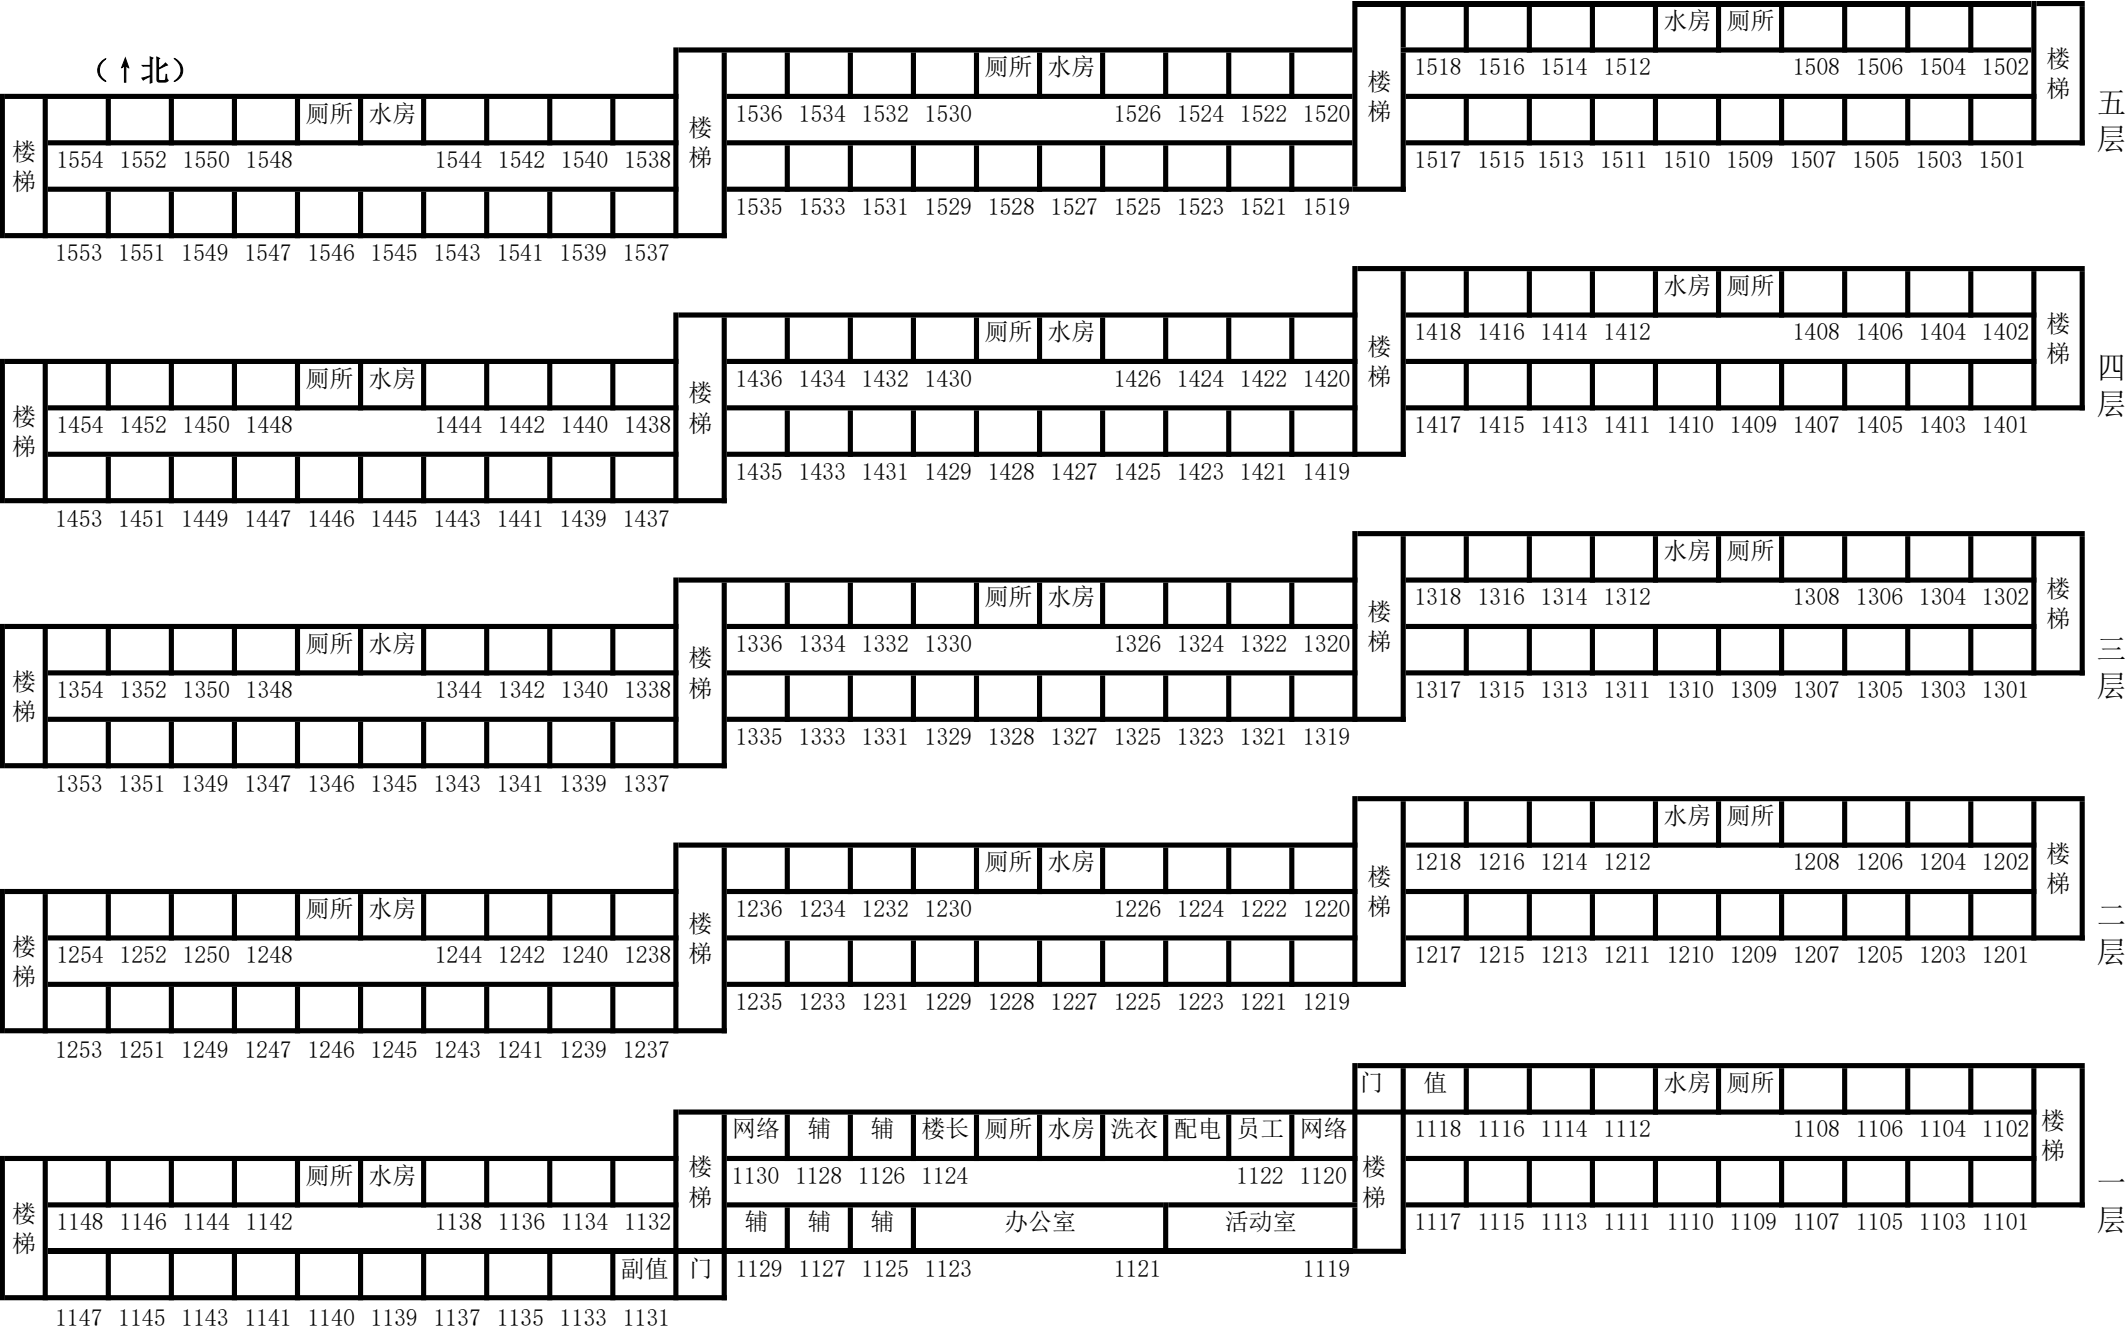 水房 厕所
1518 1516 1514 1512 1508 1506 1504 1502
楼梯
五层
1517 1515 1513 1511 1510 1509 1507 1505 1503 1501
楼梯
厕所 水房
1536 1534 1532 1530 1526 1524 1522 1520
1535 1533 1531 1529 1528 1527 1525 1523 1521 1519
楼梯
(↑北)
厕所 水房
楼梯
1554 1552 1550 1548 1544 1542 1540 1538
1553 1551 1549 1547 1546 1545 1543 1541 1539 1537
水房 厕所
1418 1416 1414 1412 1408 1406 1404 1402
楼梯
四层
1417 1415 1413 1411 1410 1409 1407 1405 1403 1401
楼梯
厕所 水房
1436 1434 1432 1430 1426 1424 1422 1420
1435 1433 1431 1429 1428 1427 1425 1423 1421 1419
楼梯
厕所 水房
楼梯
1454 1452 1450 1448 1444 1442 1440 1438
1453 1451 1449 1447 1446 1445 1443 1441 1439 1437
水房 厕所
1318 1316 1314 1312 1308 1306 1304 1302
楼梯
三层
1317 1315 1313 1311 1310 1309 1307 1305 1303 1301
楼梯
厕所 水房
1336 1334 1332 1330 1326 1324 1322 1320
1335 1333 1331 1329 1328 1327 1325 1323 1321 1319
楼梯
厕所 水房
楼梯
1354 1352 1350 1348 1344 1342 1340 1338
1353 1351 1349 1347 1346 1345 1343 1341 1339 1337
水房 厕所
1218 1216 1214 1212 1208 1206 1204 1202
楼梯
二层
1217 1215 1213 1211 1210 1209 1207 1205 1203 1201
楼梯
厕所 水房
1236 1234 1232 1230 1226 1224 1222 1220
1235 1233 1231 1229 1228 1227 1225 1223 1221 1219
楼梯
厕所 水房
楼梯
1254 1252 1250 1248 1244 1242 1240 1238
1253 1251 1249 1247 1246 1245 1243 1241 1239 1237
门 值 水房 厕所
1118 1116 1114 1112 1108 1106 1104 1102
楼梯
一层
1117 1115 1113 1111 1110 1109 1107 1105 1103 1101
楼梯
网络 辅 辅 楼长 厕所 水房 洗衣 配电 员工 网络
1130 1128 1126 1124 1122 1120
辅 辅 辅 办公室 活动室
1129 1127 1125 1123 1121 1119
楼梯
厕所 水房
楼梯
1148 1146 1144 1142 1138 1136 1134 1132
副值 门
1147 1145 1143 1141 1140 1139 1137 1135 1133 1131